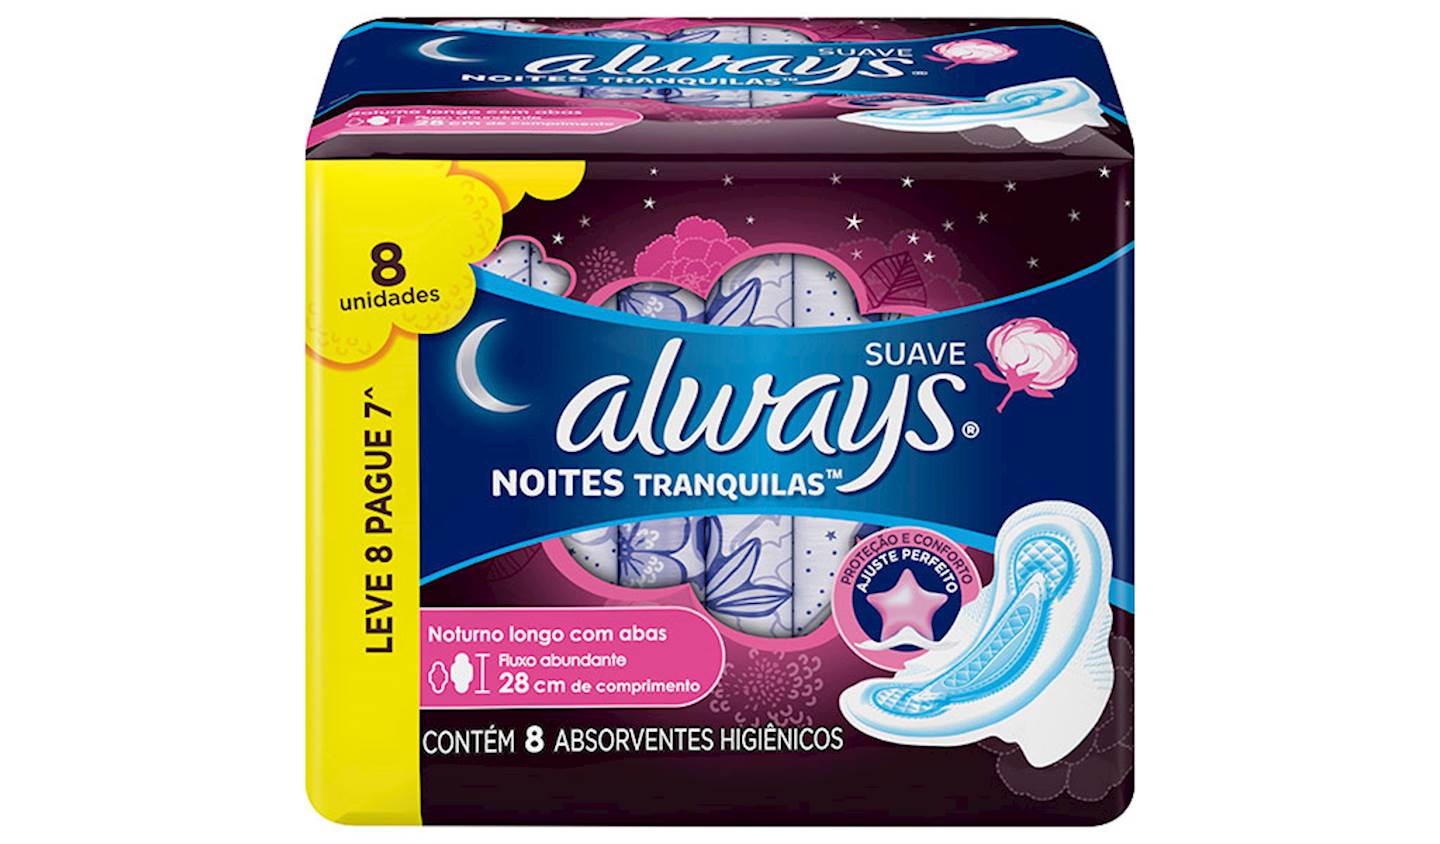 SUAVE
always®
NOITES TRANQUILAS™
Noturno longo com abas
Fluxo abundante
28 cm de comprimento
8
unidades
LEVE 8 PAGUE 7^
SUAVE
always®
NOITES TRANQUILAS™
PROTEÇÃO E CONFORTO
AJUSTE PERFEITO
Noturno longo com abas
Fluxo abundante
28 cm de comprimento
CONTÉM 8 ABSORVENTES HIGIÊNICOS